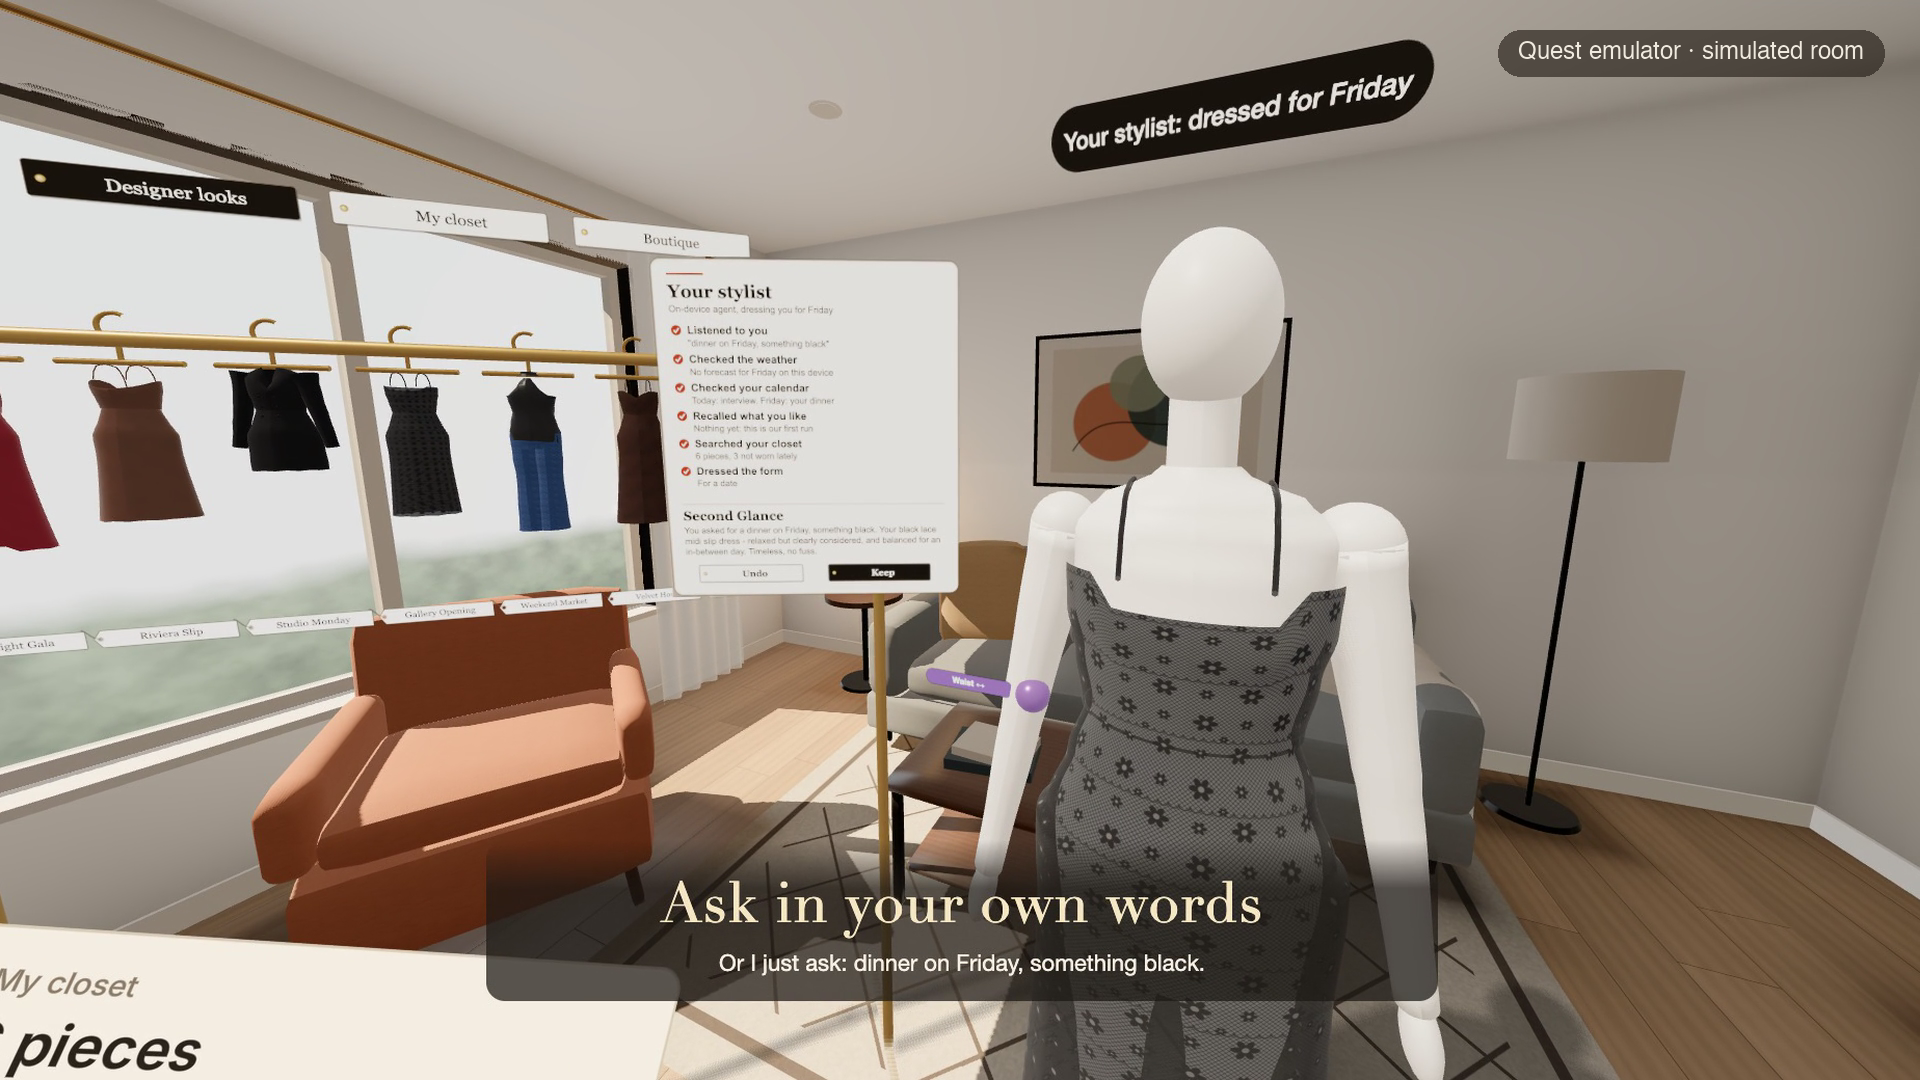 Quest emulator · simulated room
Your stylist: dressed for Friday
Designer looks
My closet
Boutique
Your stylist
On-device agent, dressing you for Friday
Listened to you
"dinner on Friday, something black"
Checked the weather
No forecast for Friday on this device
Checked your calendar
Today: interview. Friday: your dinner
Recalled what you like
Nothing yet: this is our first run
Searched your closet
6 pieces, 3 not worn lately
Dressed the form
For a date
Second Glance
You asked for a dinner on Friday, something black. Your black lace
midi slip dress - relaxed but clearly considered, and balanced for an
in-between day. Timeless, no fuss.
Undo
Keep
Gala
Riviera Slip
Studio Monday
Gallery Opening
Weekend Market
Velvet
Waist ↔
Ask in your own words
Or I just ask: dinner on Friday, something black.
My closet
pieces